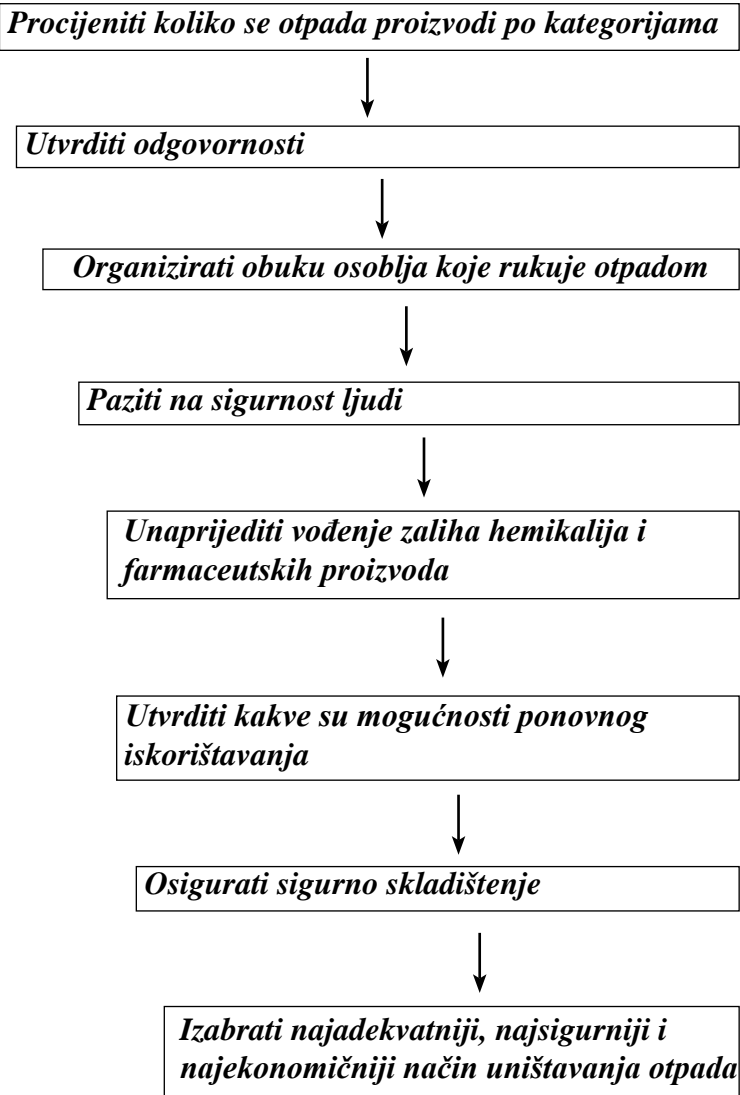 Procijeniti koliko se otpada proizvodi po kategorijama
Utvrditi odgovornosti
Organizirati obuku osoblja koje rukuje otpadom
Paziti na sigurnost ljudi
Unaprijediti vođenje zaliha hemikalija i
farmaceutskih proizvoda
Utvrditi kakve su mogućnosti ponovnog
iskorištavanja
Osigurati sigurno skladištenje
Izabrati najadekvatniji, najsigurniji i
najekonomičniji način uništavanja otpada